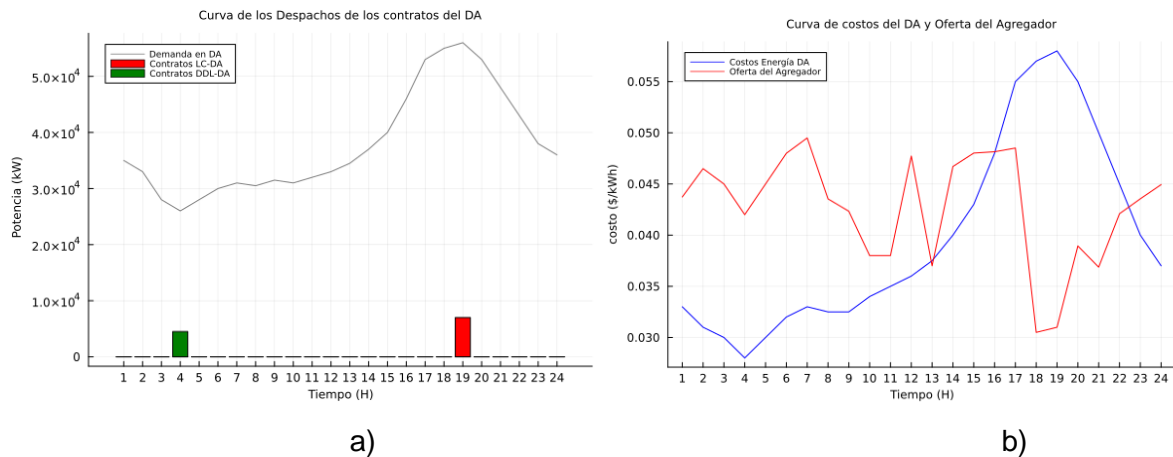 Curva de los Despachos de los contratos del DA
Demanda en DA
Contratos LC-DA
Contratos DDL-DA
5.0×10⁴
4.0×10⁴
3.0×10⁴
2.0×10⁴
1.0×10⁴
0
Potencia (kW)
1 2 3 4 5 6 7 8 9 10 11 12 13 14 15 16 17 18 19 20 21 22 23 24
Tiempo (H)
a)
Curva de costos del DA y Oferta del Agregador
Costos Energía DA
Oferta del Agregador
0.055
0.050
0.045
0.040
0.035
0.030
costo ($/kWh)
1 2 3 4 5 6 7 8 9 10 11 12 13 14 15 16 17 18 19 20 21 22 23 24
Tiempo (H)
b)